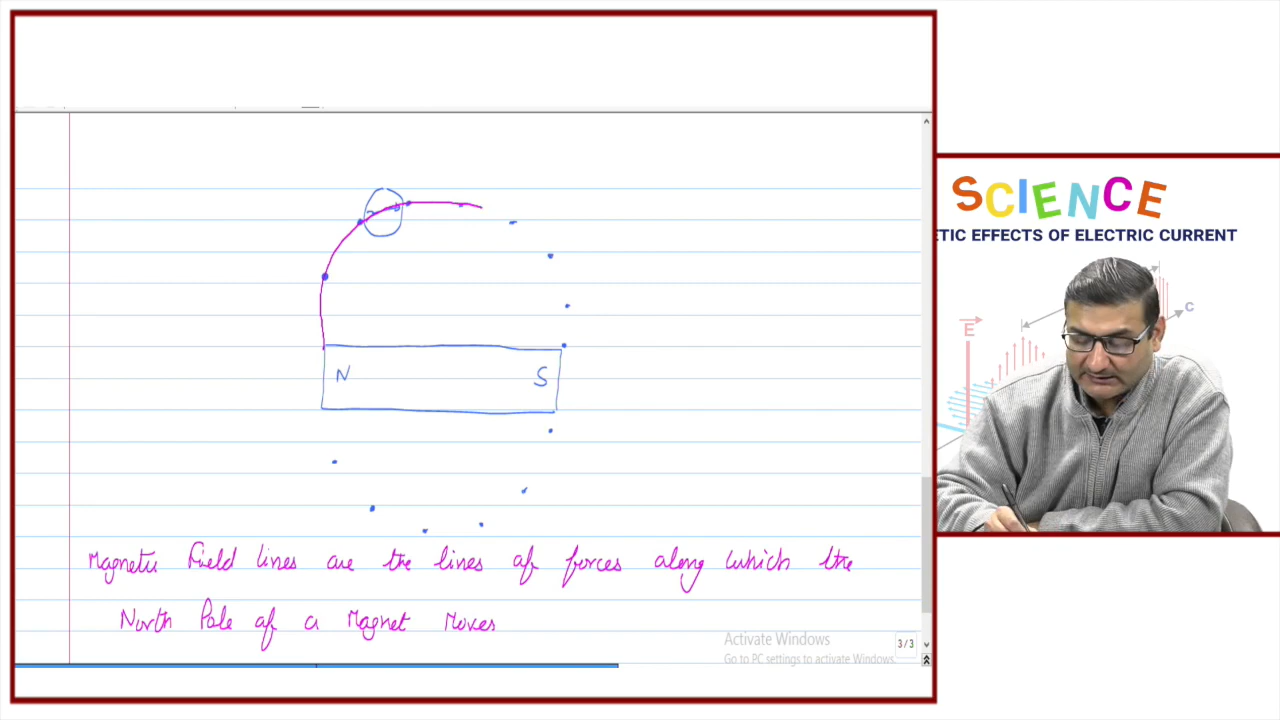 SCIENCE
ETIC EFFECTS OF ELECTRIC CURRENT
E
C
N S
Magnetic Field lines are the lines of forces along which the
North Pole of a Magnet Moves
Activate Windows
Go to PC settings to activate Windows.
3/3